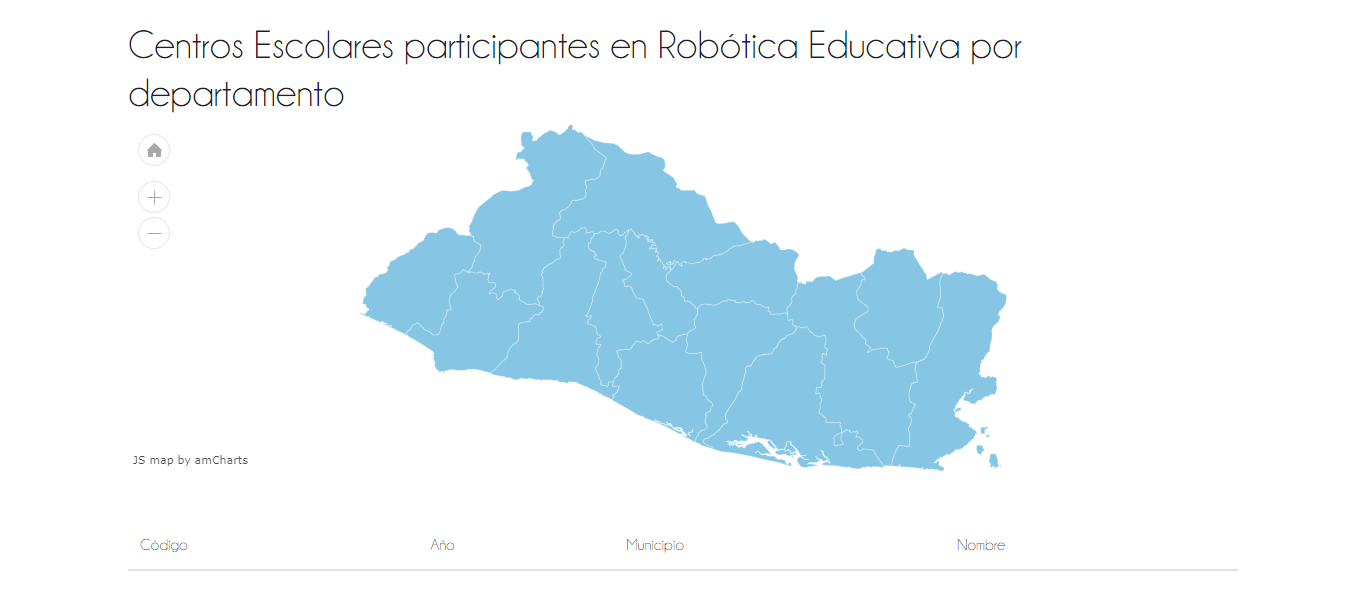 Centros Escolares participantes en Robótica Educativa por
departamento
JS map by amCharts
Código Año Municipio Nombre